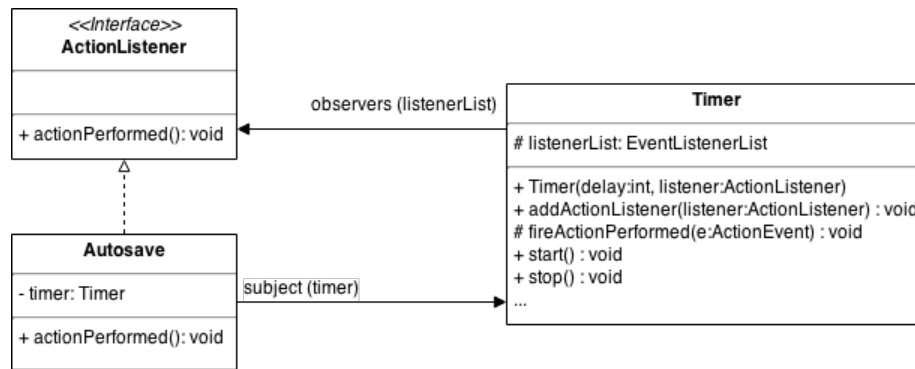 <<Interface>>
ActionListener
+ actionPerformed(): void
observers (listenerList)
Timer
# listenerList: EventListenerList
+ Timer(delay:int, listener:ActionListener)
+ addActionListener(listener:ActionListener) : void
# fireActionPerformed(e:ActionEvent) : void
+ start() : void
+ stop() : void
...
Autosave
- timer: Timer
+ actionPerformed(): void
subject (timer)